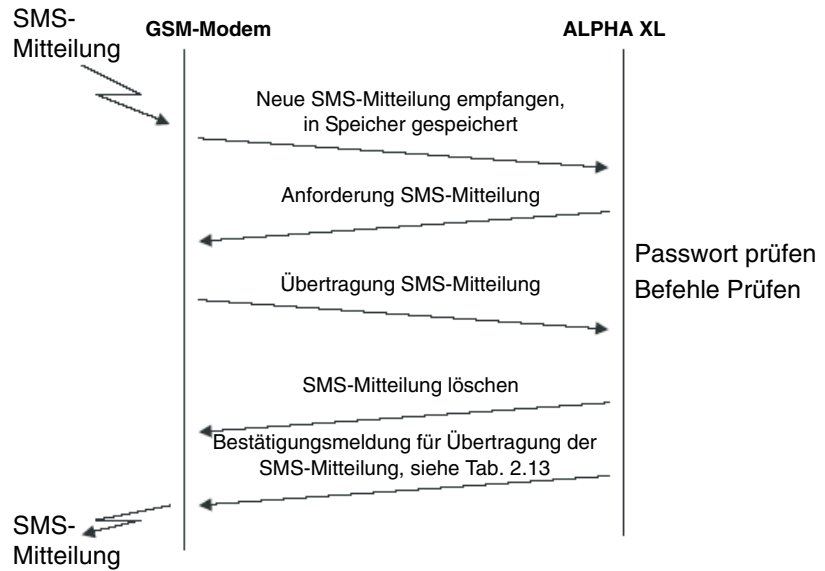 SMS-
Mitteilung
GSM-Modem
ALPHA XL
Neue SMS-Mitteilung empfangen,
in Speicher gespeichert
Anforderung SMS-Mitteilung
Passwort prüfen
Befehle Prüfen
Übertragung SMS-Mitteilung
SMS-Mitteilung löschen
Bestätigungsmeldung für Übertragung der
SMS-Mitteilung, siehe Tab. 2.13
SMS-
Mitteilung